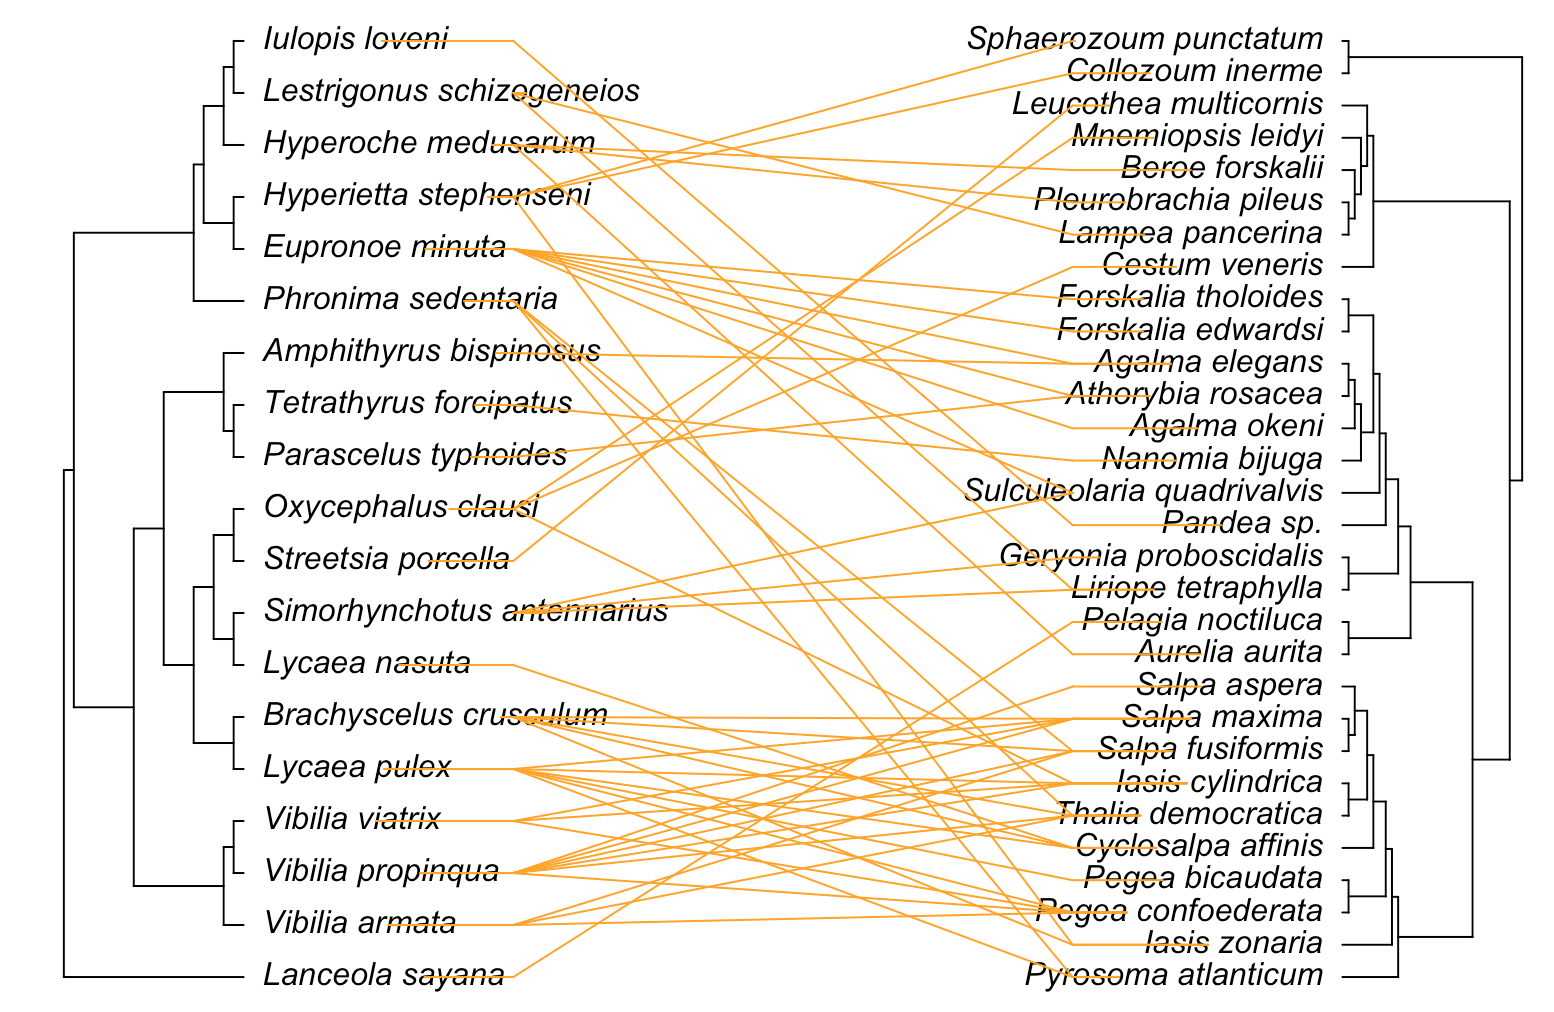 Iulopis loveni
Lestrigonus schizogeneios
Hyperoche medusarum
Hyperietta stephenseni
Eupronoe minuta
Phronima sedentaria
Amphithyrus bispinosus
Tetrathyrus forcipatus
Parascelus typhoides
Oxycephalus clausi
Streetsia porcella
Simorhynchotus antennarius
Lycaea nasuta
Brachyscelus crusculum
Lycaea pulex
Vibilia viatrix
Vibilia propinqua
Vibilia armata
Lanceola sayana
Sphaerozoum punctatum
Collozoum inerme
Leucothea multicornis
Mnemiopsis leidyi
Beroe forskalii
Pleurobrachia pileus
Lampea pancerina
Cestum veneris
Forskalia tholoides
Forskalia edwardsi
Agalma elegans
Athorybia rosacea
Agalma okeni
Nanomia bijuga
Sulculeolaria quadrivalvis
Pandea sp.
Geryonia proboscidalis
Liriope tetraphylla
Pelagia noctiluca
Aurelia aurita
Salpa aspera
Salpa maxima
Salpa fusiformis
Iasis cylindrica
Thalia democratica
Cyclosalpa affinis
Pegea bicaudata
Pegea confoederata
Iasis zonaria
Pyrosoma atlanticum